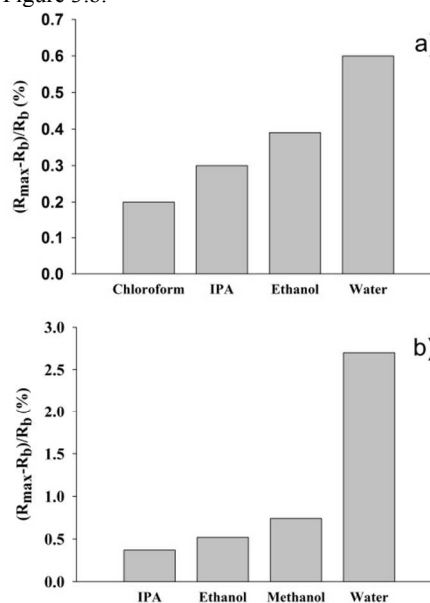 Figure 3.b.
a)
(Rmax-Rb)/Rb (%)
0.7
0.6
0.5
0.4
0.3
0.2
0.1
0.0
Chloroform IPA Ethanol Water
b)
(Rmax-Rb)/Rb (%)
3.0
2.5
2.0
1.5
1.0
0.5
0.0
IPA Ethanol Methanol Water